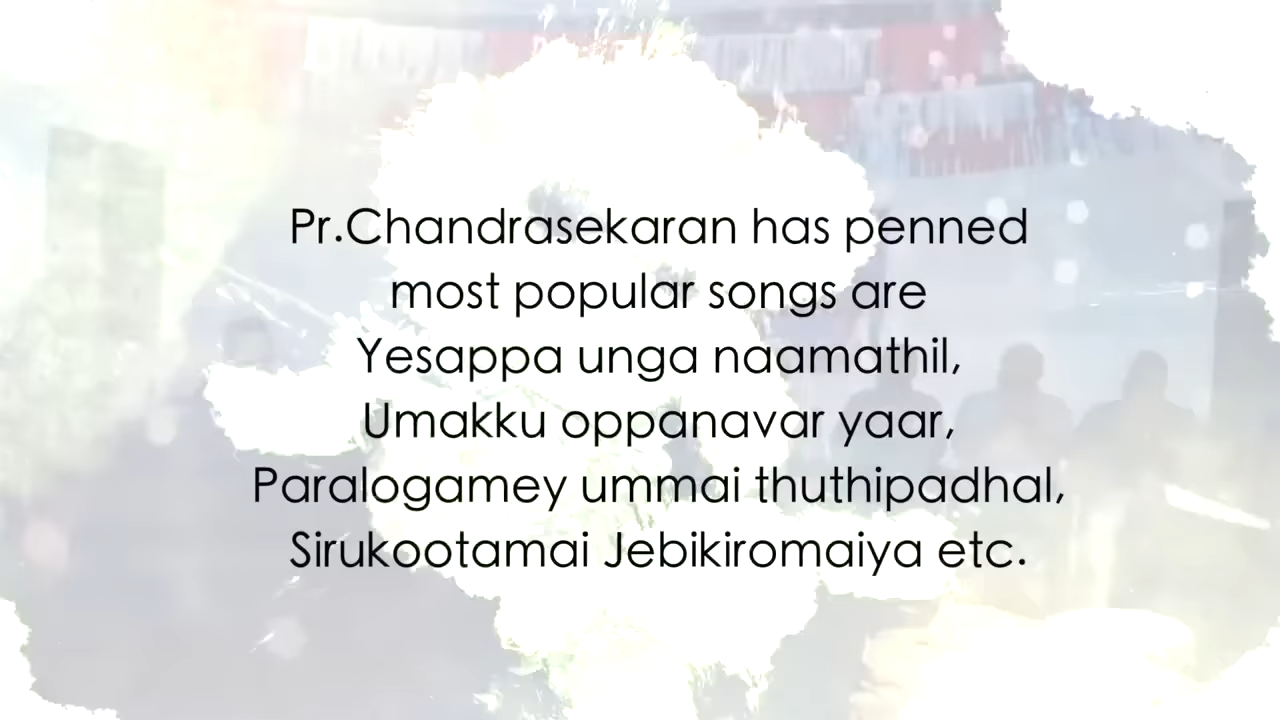 Pr.Chandrasekaran has penned
most popular songs are
Yesappa unga naamathil,
Umakku oppanavar yaar,
Paralogamey ummai thuthipadhal,
Sirukootamai Jebikiromaiya etc.